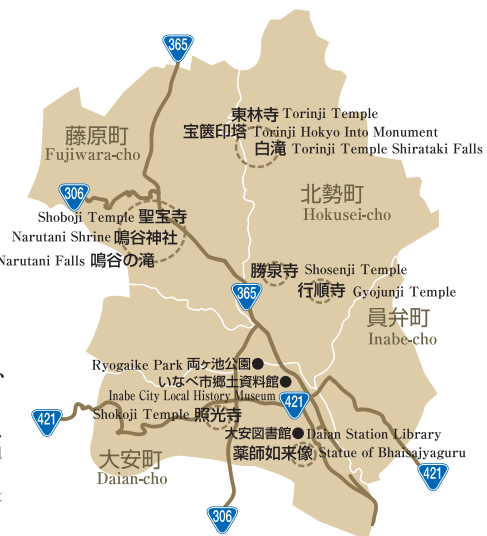 365
東林寺 Torinji Temple
宝篋印塔 Torinji Hokyo Into Monument
白滝 Torinji Temple Shirataki Falls
藤原町
Fujiwara-cho
306
北勢町
Hokusei-cho
Shoboji Temple 聖宝寺
Narutani Shrine 鳴谷神社
Narutani Falls 鳴谷の滝
勝泉寺 Shosenji Temple
365
行順寺 Gyojunji Temple
員弁町
Inabe-cho
Ryogaike Park 両ヶ池公園
いなべ市郷土資料館
Inabe City Local History Museum
421
421
Shokoji Temple 照光寺
大安図書館 Daian Station Library
薬師如来像 Statue of Bhaisajyaguru
大安町
Daian-cho
421
306